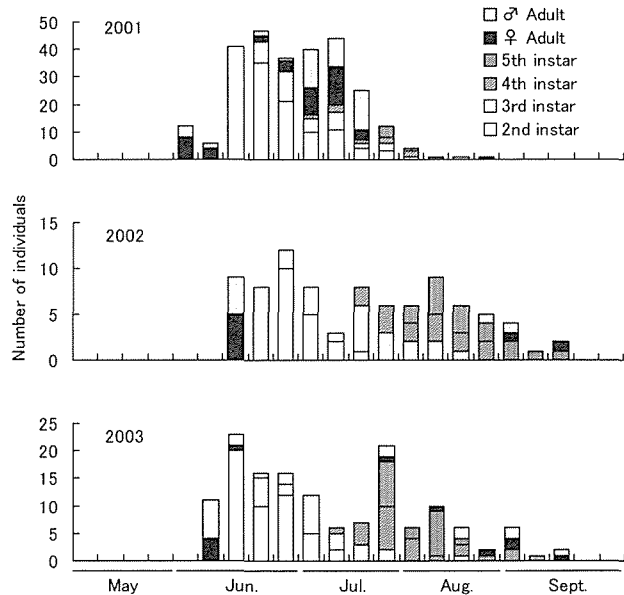 2001
50
40
30
20
10
0
♂ Adult
♀ Adult
5th instar
4th instar
3rd instar
2nd instar
Number of individuals
2002
15
10
5
0
2003
25
20
15
10
5
0
May Jun. Jul. Aug. Sept.